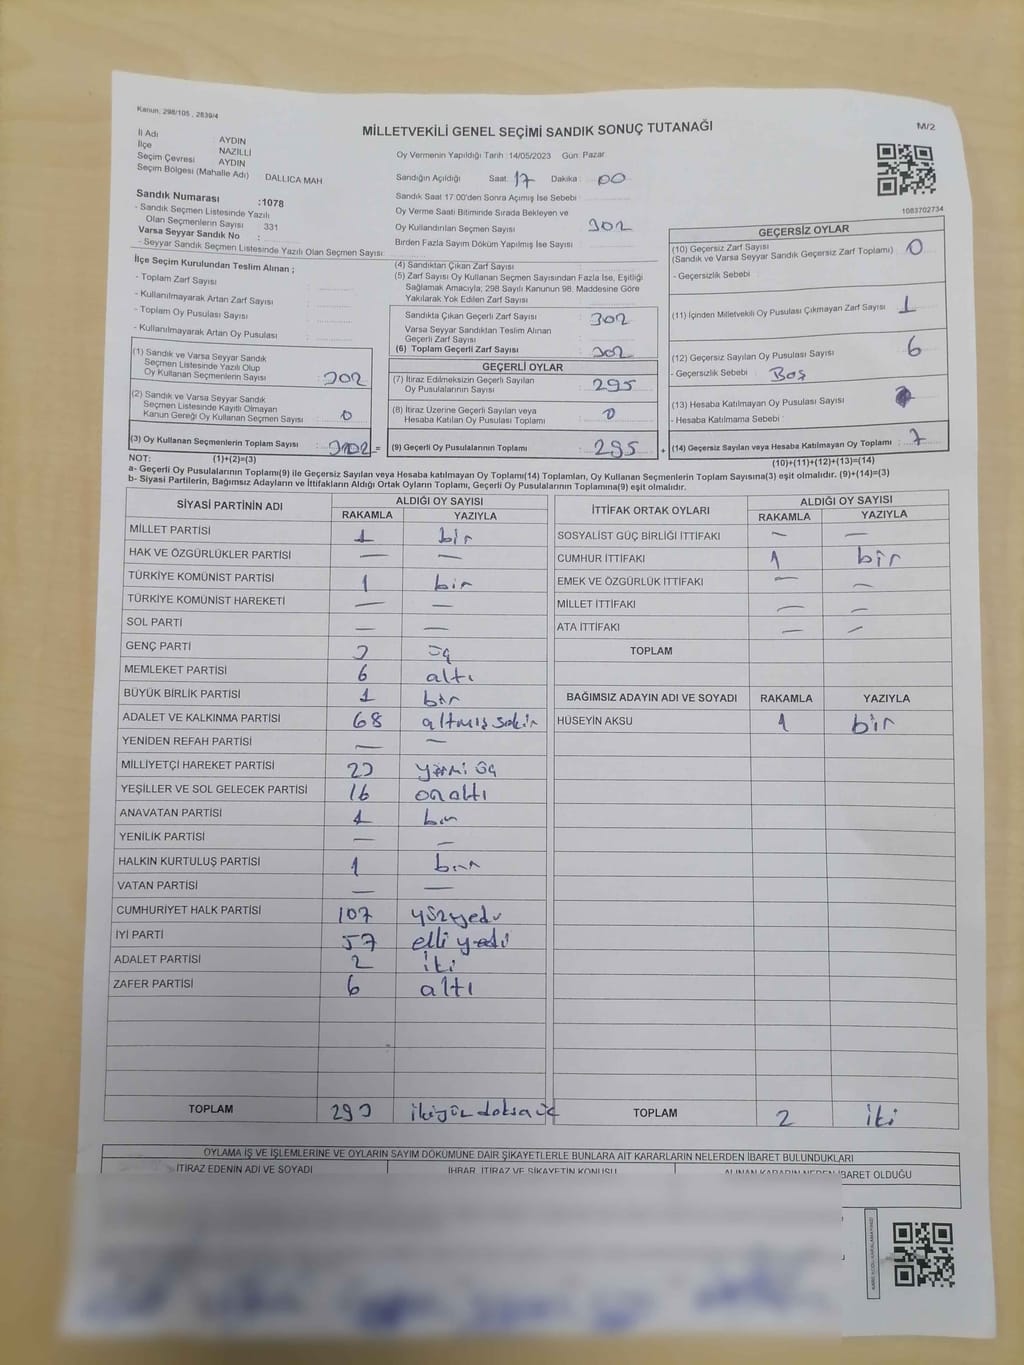 Kanun: 298/105 , 2839/4
MİLLETVEKİLİ GENEL SEÇİMİ SANDIK SONUÇ TUTANAĞI
M/2
İl Adı AYDIN
İlçe NAZİLLİ
Seçim Çevresi AYDIN
Seçim Bölgesi (Mahalle Adı) DALLICA MAH
Oy Vermenin Yapıldığı Tarih :14/05/2023 Gün: Pazar
Sandığın Açıldığı Saat: 17 Dakika: 00
Sandık Saat 17:00'den Sonra Açımış İse Sebebi :
Oy Verme Saati Bitiminde Sırada Bekleyen ve
Oy Kullandırılan Seçmen Sayısı 302
Birden Fazla Sayım Döküm Yapılmış İse Sayısı
1083702734
Sandık Numarası :1078
- Sandık Seçmen Listesinde Yazılı
Olan Seçmenlerin Sayısı 331
Varsa Seyyar Sandık No :
- Seyyar Sandık Seçmen Listesinde Yazılı Olan Seçmen Sayısı:
İlçe Seçim Kurulundan Teslim Alınan ;
- Toplam Zarf Sayısı :
- Kullanılmayarak Artan Zarf Sayısı :
- Toplam Oy Pusulası Sayısı :
- Kullanılmayarak Artan Oy Pusulası :
(1) Sandık ve Varsa Seyyar Sandık
Seçmen Listesinde Yazılı Olup
Oy Kullanan Seçmenlerin Sayısı : 302
(2) Sandık ve Varsa Seyyar Sandık
Seçmen Listesinde Kayıtlı Olmayan
Kanun Gereği Oy Kullanan Seçmen Sayısı : 0
(3) Oy Kullanan Seçmenlerin Toplam Sayısı : 302 =
(4) Sandıktan Çıkan Zarf Sayısı :
(5) Zarf Sayısı Oy Kullanan Seçmen Sayısından Fazla İse, Eşitliği
Sağlamak Amacıyla; 298 Sayılı Kanunun 98. Maddesine Göre
Yakılarak Yok Edilen Zarf Sayısı :
Sandıkta Çıkan Geçerli Zarf Sayısı : 302
Varsa Seyyar Sandıktan Teslim Alınan
Geçerli Zarf Sayısı :
(6) Toplam Geçerli Zarf Sayısı : 302
GEÇERLİ OYLAR
(7) İtiraz Edilmeksizin Geçerli Sayılan
Oy Pusulalarının Sayısı : 295
(8) İtiraz Üzerine Geçerli Sayılan veya
Hesaba Katılan Oy Pusulası Toplamı : 0
(9) Geçerli Oy Pusulalarının Toplamı : 295 +
GEÇERSİZ OYLAR
(10) Geçersiz Zarf Sayısı : 0
(Sandık ve Varsa Seyyar Sandık Geçersiz Zarf Toplamı)
- Geçersizlik Sebebi :
(11) İçinden Milletvekili Oy Pusulası Çıkmayan Zarf Sayısı : 1
(12) Geçersiz Sayılan Oy Pusulası Sayısı : 6
- Geçersizlik Sebebi : Boş
(13) Hesaba Katılmayan Oy Pusulası Sayısı :
- Hesaba Katılmama Sebebi :
(14) Geçersiz Sayılan veya Hesaba Katılmayan Oy Toplamı : 7
NOT: (1)+(2)=(3) (10)+(11)+(12)+(13)=(14)
a- Geçerli Oy Pusulalarının Toplamı(9) ile Geçersiz Sayılan veya Hesaba katılmayan Oy Toplamı(14) Toplamları, Oy Kullanan Seçmenlerin Toplam Sayısına(3) eşit olmalıdır. (9)+(14)=(3)
b- Siyasi Partilerin, Bağımsız Adayların ve İttifakların Aldığı Ortak Oyların Toplamı, Geçerli Oy Pusulalarının Toplamına(9) eşit olmalıdır.
SİYASİ PARTİNİN ADI ALDIĞI OY SAYISI
RAKAMLA YAZIYLA
MİLLET PARTİSİ 1 bir
HAK VE ÖZGÜRLÜKLER PARTİSİ — —
TÜRKİYE KOMÜNİST PARTİSİ 1 bir
TÜRKİYE KOMÜNİST HAREKETİ — —
SOL PARTİ — —
GENÇ PARTİ 3 üç
MEMLEKET PARTİSİ 6 altı
BÜYÜK BİRLİK PARTİSİ 1 bir
ADALET VE KALKINMA PARTİSİ 68 altmış sekiz
YENİDEN REFAH PARTİSİ — —
MİLLİYETÇİ HAREKET PARTİSİ 23 yirmi üç
YEŞİLLER VE SOL GELECEK PARTİSİ 16 on altı
ANAVATAN PARTİSİ 1 bir
YENİLİK PARTİSİ — —
HALKIN KURTULUŞ PARTİSİ 1 bir
VATAN PARTİSİ — —
CUMHURİYET HALK PARTİSİ 107 yüzyedi
İYİ PARTİ 57 elli yedi
ADALET PARTİSİ 2 iki
ZAFER PARTİSİ 6 altı
TOPLAM 293 ikiyüz doksan üç
İTTİFAK ORTAK OYLARI ALDIĞI OY SAYISI
RAKAMLA YAZIYLA
SOSYALİST GÜÇ BİRLİĞİ İTTİFAKI — —
CUMHUR İTTİFAKI 1 bir
EMEK VE ÖZGÜRLÜK İTTİFAKI — —
MİLLET İTTİFAKI — —
ATA İTTİFAKI — —
TOPLAM
BAĞIMSIZ ADAYIN ADI VE SOYADI RAKAMLA YAZIYLA
HÜSEYİN AKSU 1 bir
TOPLAM 2 iki
OYLAMA İŞ VE İŞLEMLERİNE VE OYLARIN SAYIM DÖKÜMÜNE DAİR ŞİKAYETLERLE BUNLARA AİT KARARLARIN NELERDEN İBARET BULUNDUKLARI
İTİRAZ EDENİN ADI VE SOYADI İHBAR, İTİRAZ VE ŞİKAYETİN KONUSU ALINAN KARARIN NEDEN İBARET OLDUĞU